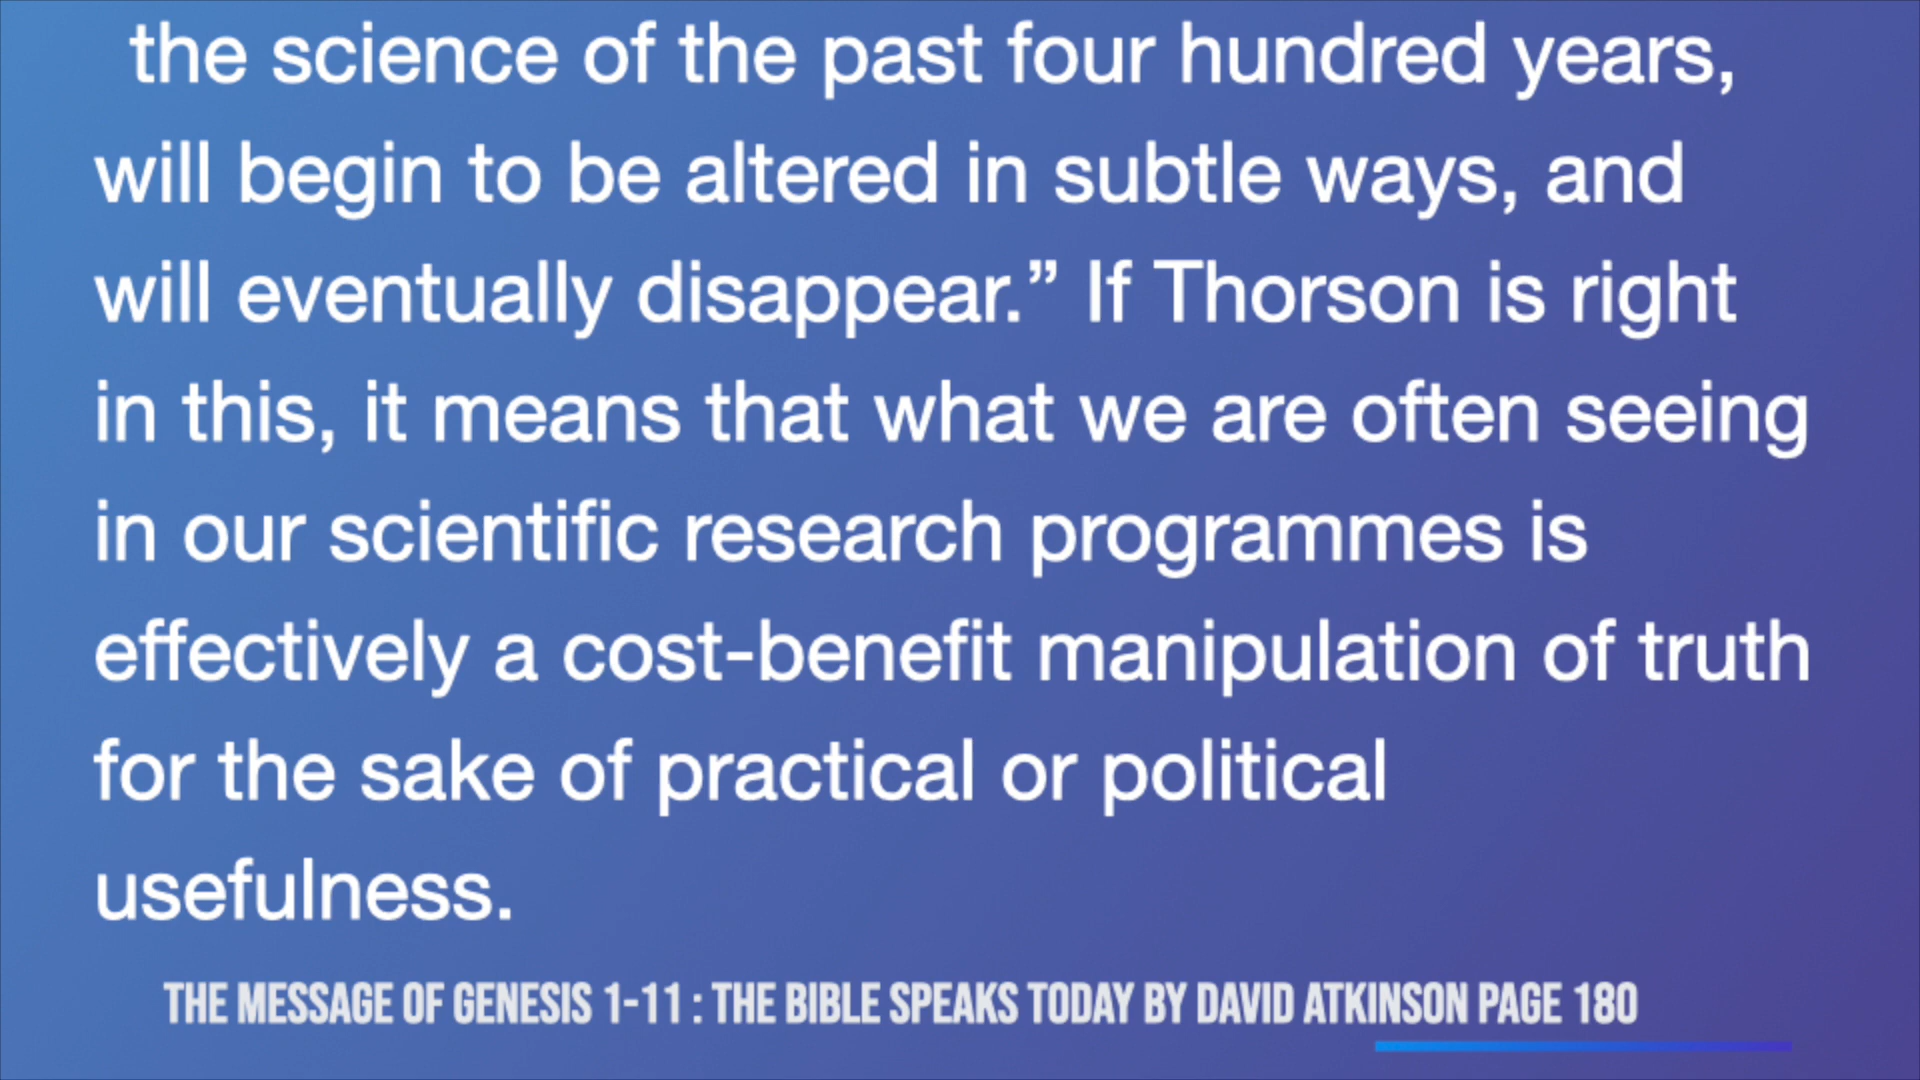 the science of the past four hundred years,
will begin to be altered in subtle ways, and
will eventually disappear.” If Thorson is right
in this, it means that what we are often seeing
in our scientific research programmes is
effectively a cost-benefit manipulation of truth
for the sake of practical or political
usefulness.
THE MESSAGE OF GENESIS 1-11 : THE BIBLE SPEAKS TODAY BY DAVID ATKINSON PAGE 180